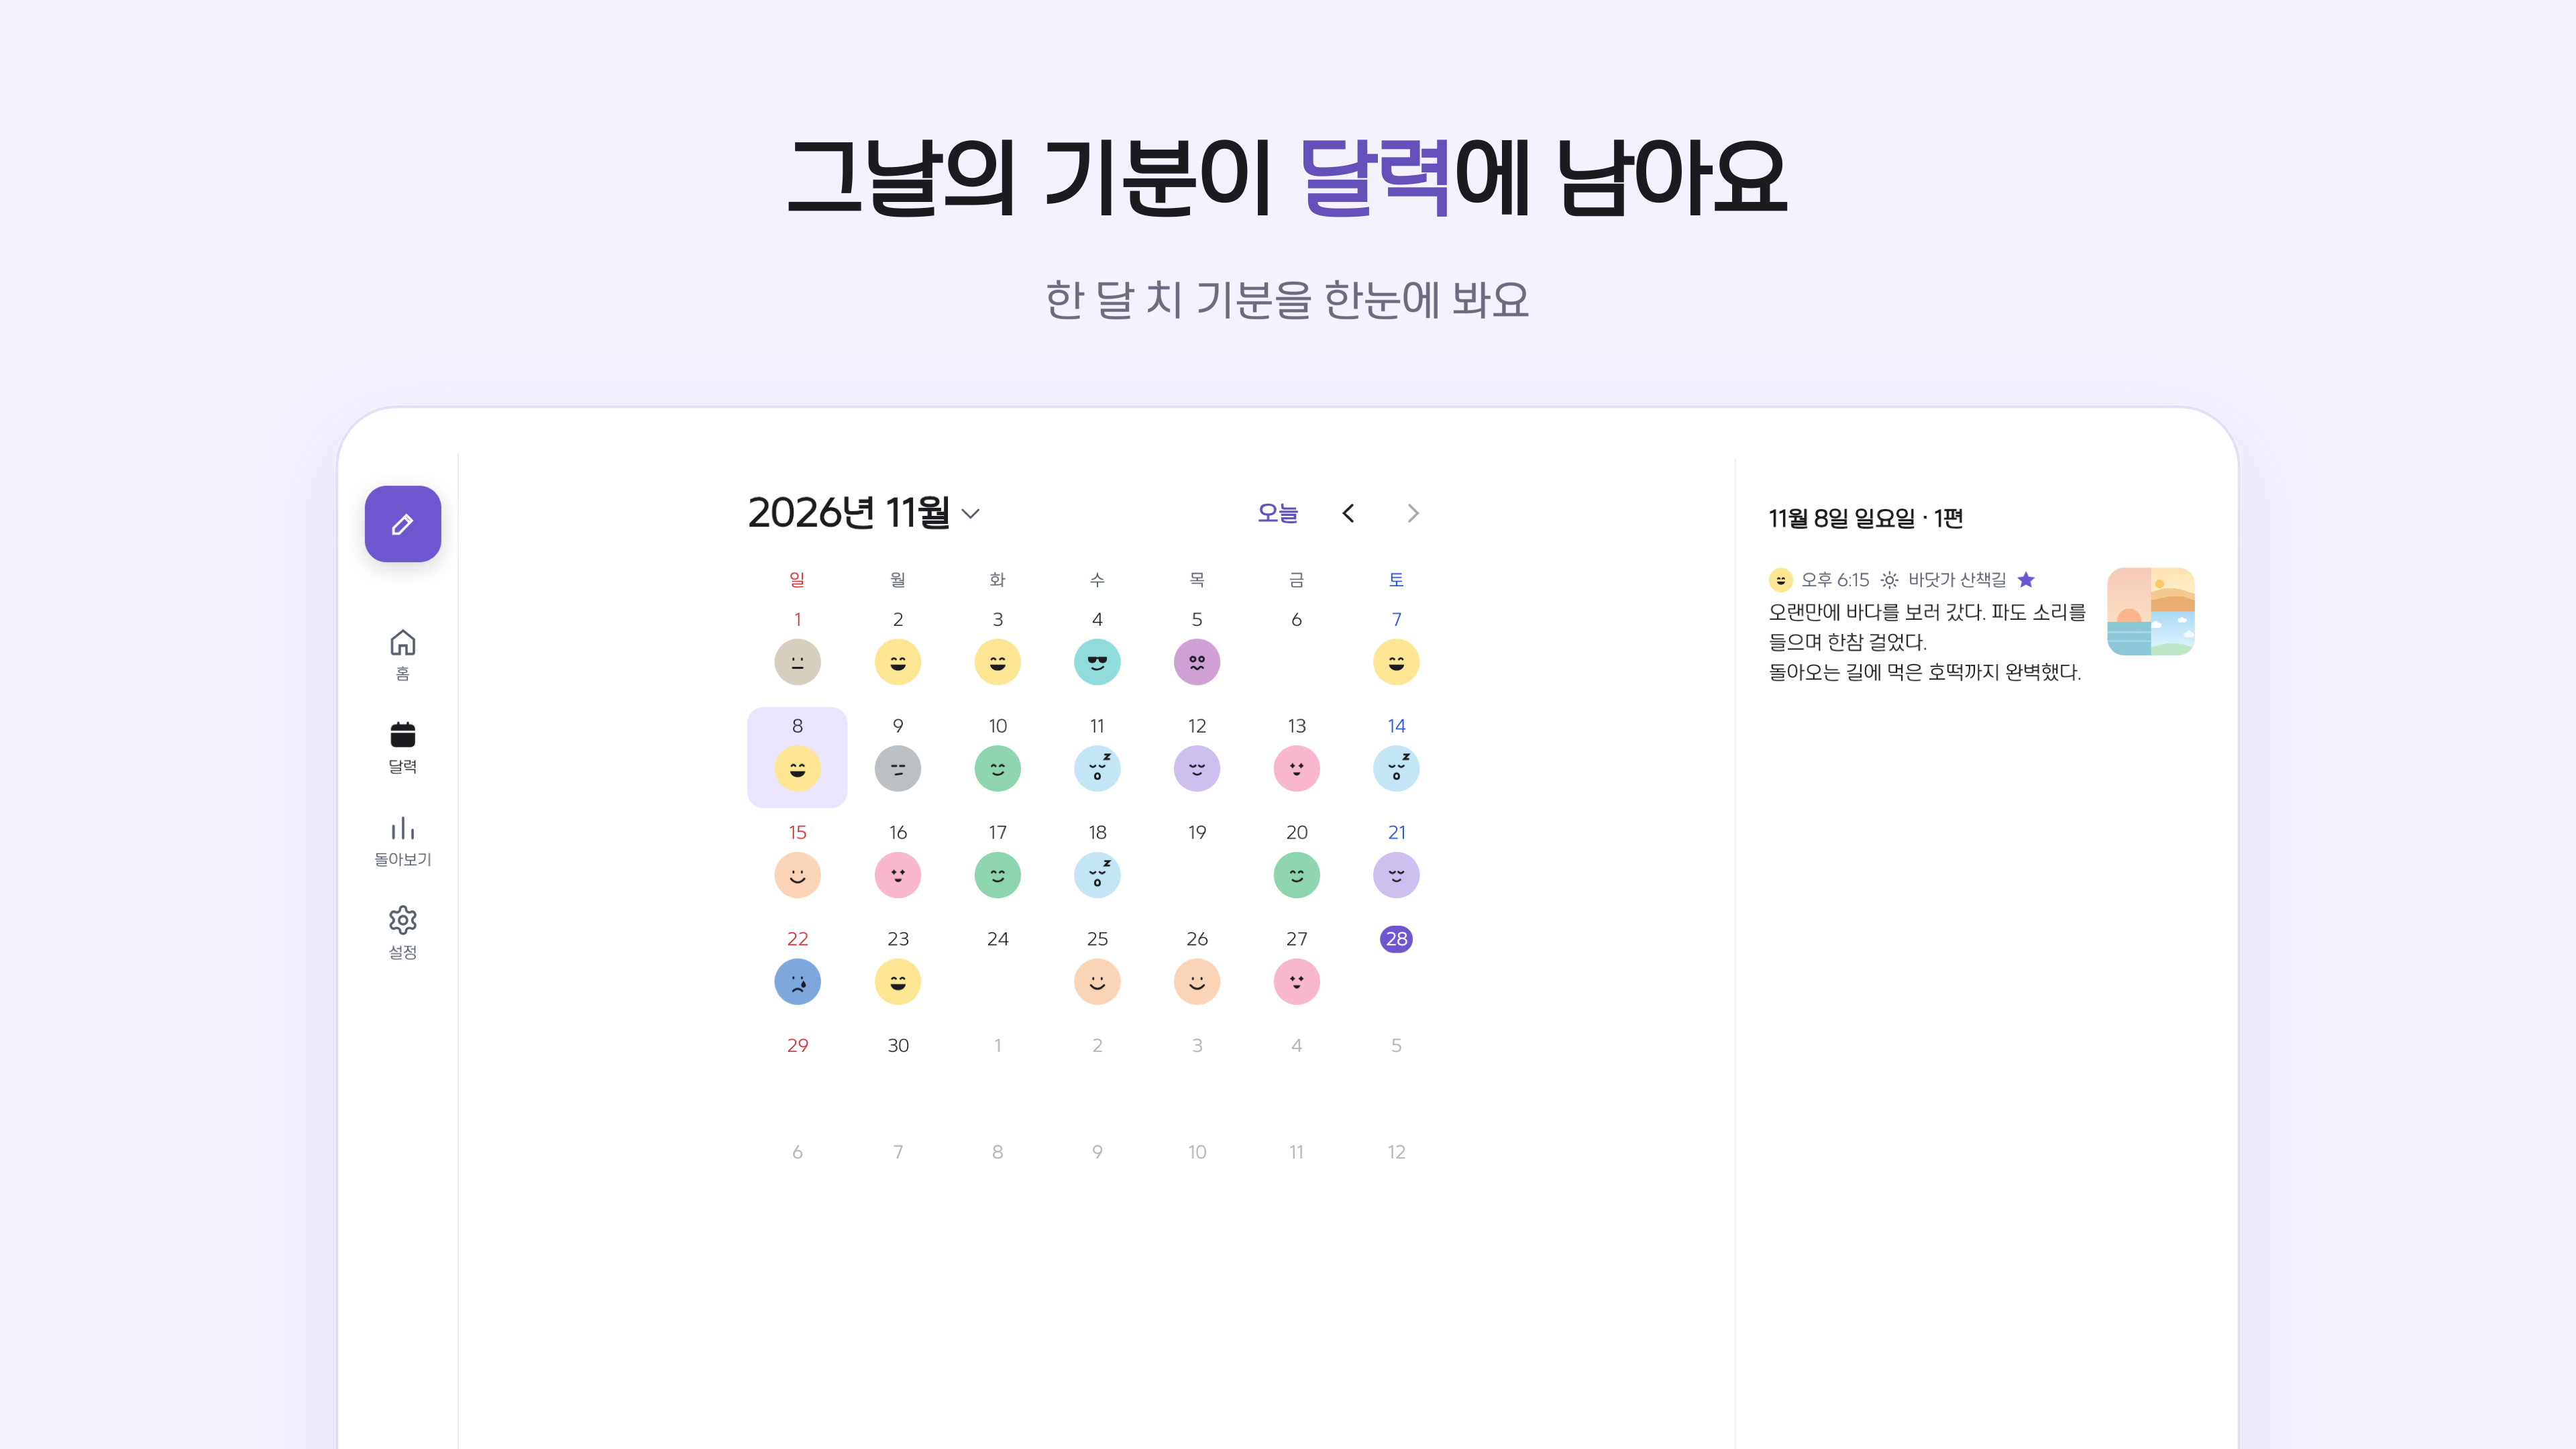 그날의 기분이 달력에 남아요
한 달 치 기분을 한눈에 봐요
홈
달력
돌아보기
설정
2026년 11월
오늘
일 월 화 수 목 금 토
1 2 3 4 5 6 7
8 9 10 11 12 13 14
15 16 17 18 19 20 21
22 23 24 25 26 27 28
29 30 1 2 3 4 5
6 7 8 9 10 11 12
11월 8일 일요일 · 1편
오후 6:15 바닷가 산책길
오랜만에 바다를 보러 갔다. 파도 소리를
들으며 한참 걸었다.
돌아오는 길에 먹은 호떡까지 완벽했다.